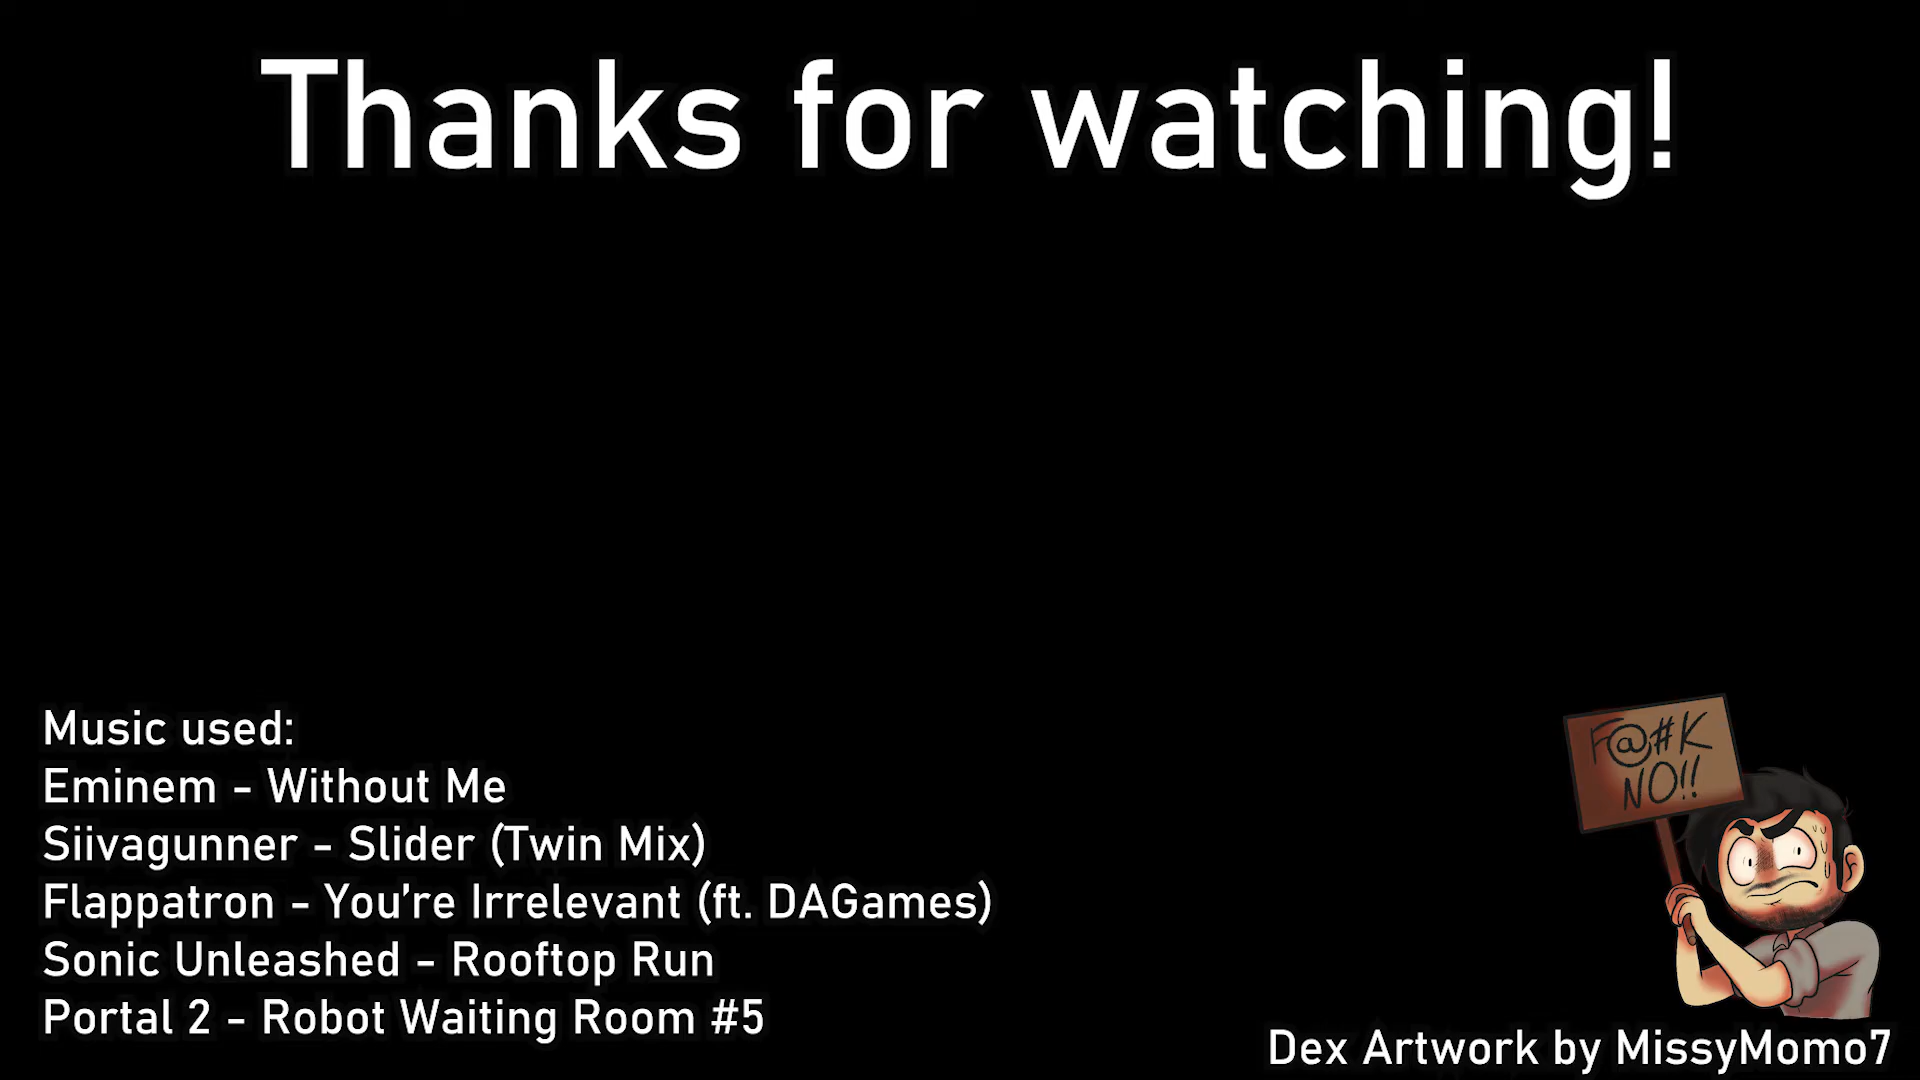 Thanks for watching!
Music used:
Eminem - Without Me
Siivagunner - Slider (Twin Mix)
Flappatron - You’re Irrelevant (ft. DAGames)
Sonic Unleashed - Rooftop Run
Portal 2 - Robot Waiting Room #5
F@#K
NO!!
Dex Artwork by MissyMomo7